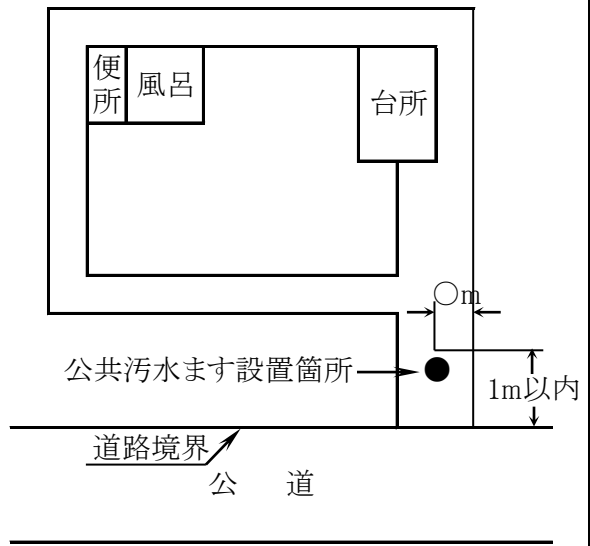 便所
風呂
台所
○m
公共汚水ます設置箇所
1m以内
道路境界
公 道